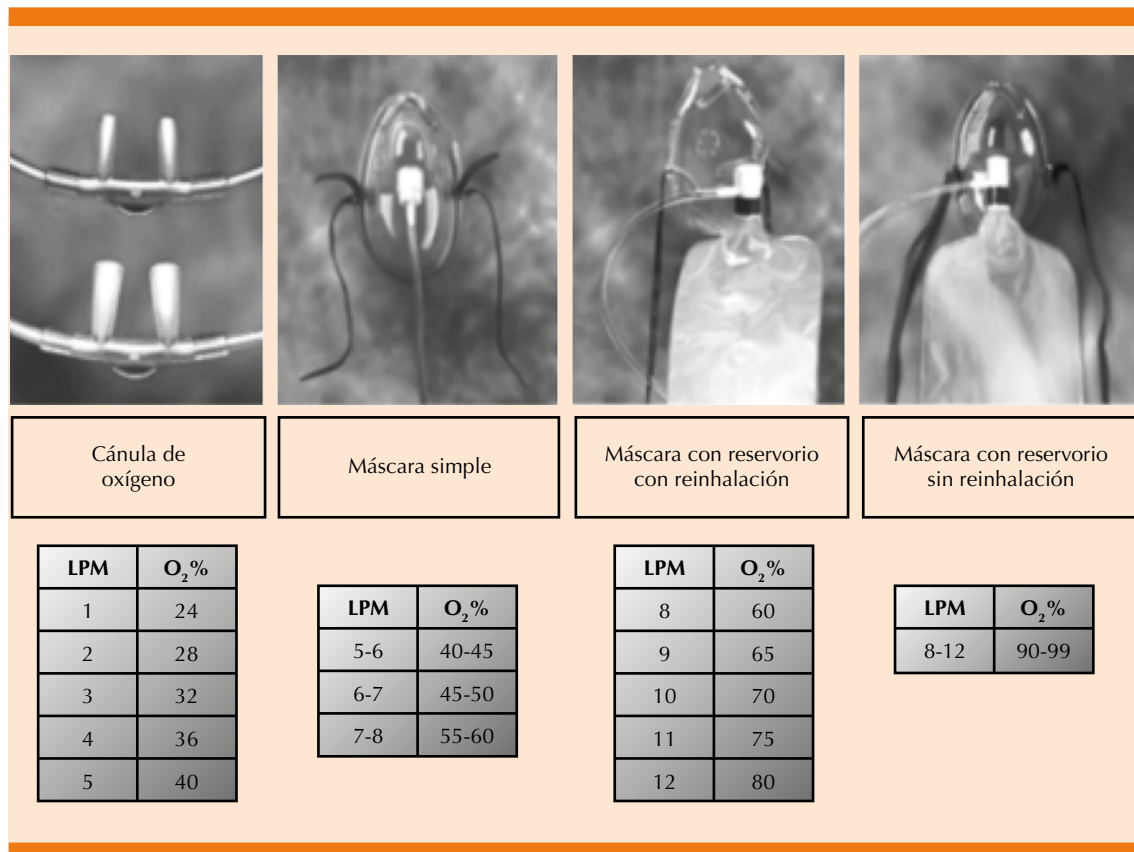 Cánula de
oxígeno
Máscara simple
Máscara con reservorio
con reinhalación
Máscara con reservorio
sin reinhalación
LPM O₂%
1 24
2 28
3 32
4 36
5 40
LPM O₂%
5-6 40-45
6-7 45-50
7-8 55-60
LPM O₂%
8 60
9 65
10 70
11 75
12 80
LPM O₂%
8-12 90-99